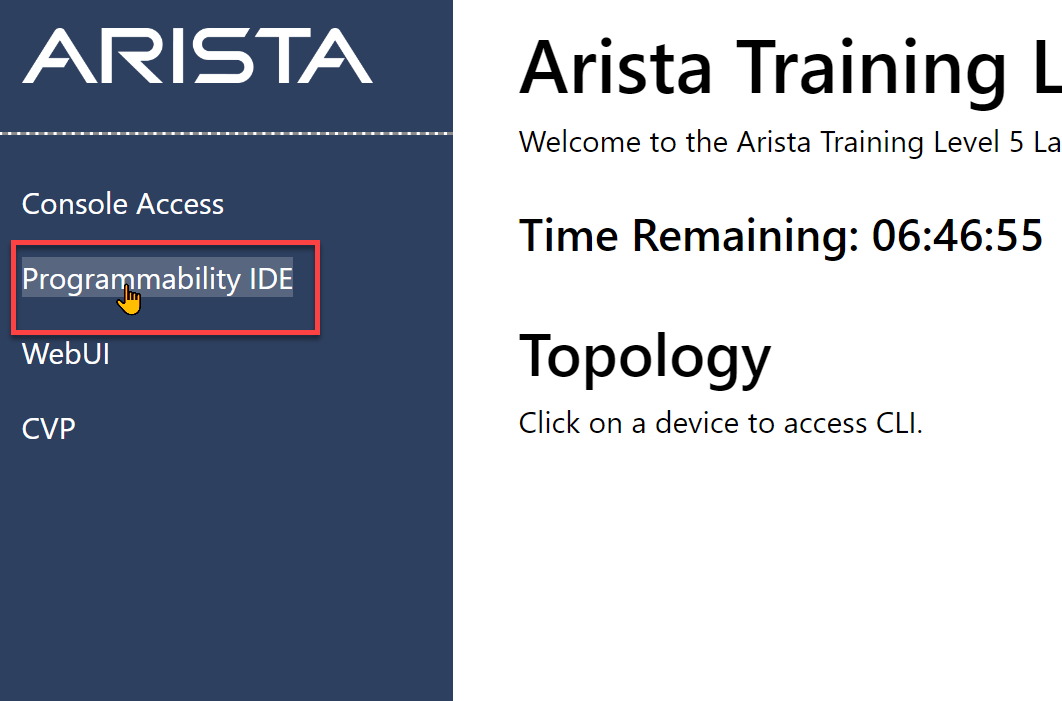 ARISTA
Console Access
Programmability IDE
WebUI
CVP
Arista Training L
Welcome to the Arista Training Level 5 La
Time Remaining: 06:46:55
Topology
Click on a device to access CLI.